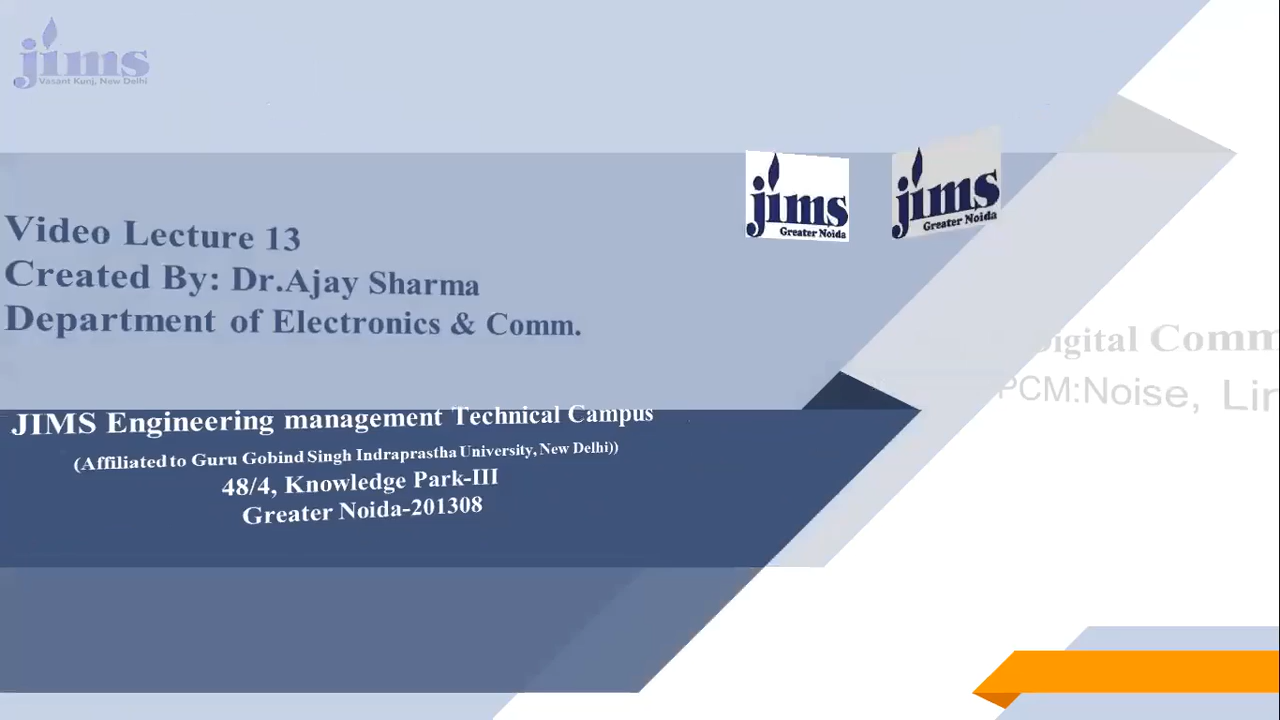 jims
Vasant Kunj, New Delhi
jims
Greater Noida
jims
Greater Noida
Video Lecture 13
Created By: Dr.Ajay Sharma
Department of Electronics & Comm.
Digital Comm
PCM:Noise, Lin
JIMS Engineering management Technical Campus
(Affiliated to Guru Gobind Singh Indraprastha University, New Delhi))
48/4, Knowledge Park-III
Greater Noida-201308